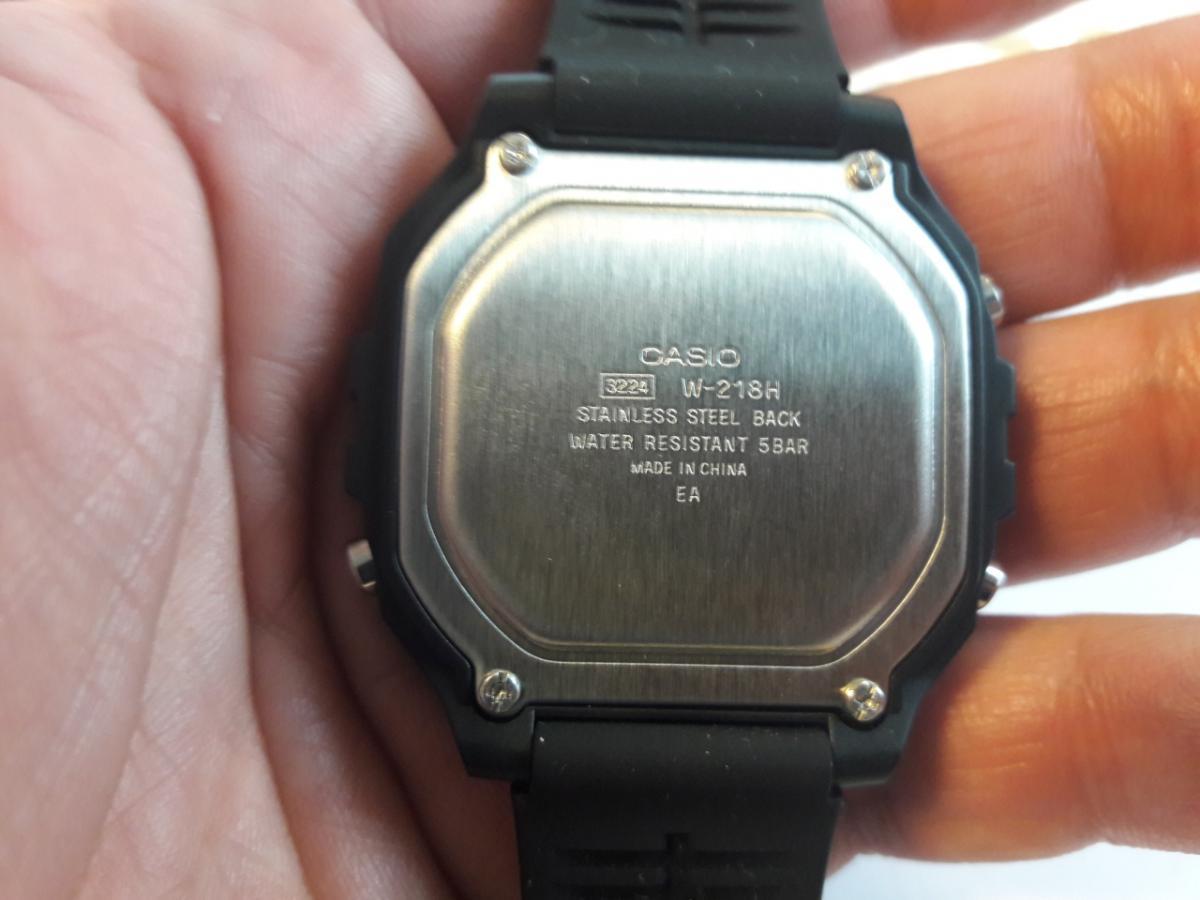 CASIO
3224 W-218H
STAINLESS STEEL BACK
WATER RESISTANT 5BAR
MADE IN CHINA
EA